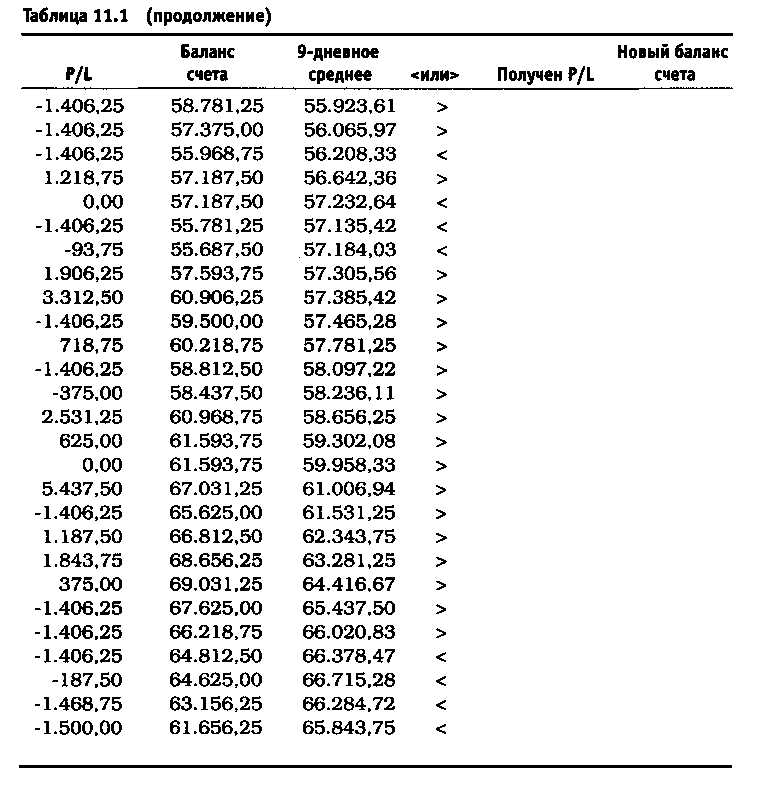 Таблица 11.1 (продолжение)
P/L Баланс счета 9-дневное среднее <или> Получен P/L Новый баланс счета
-1.406,25 58.781,25 55.923,61 >
-1.406,25 57.375,00 56.065,97 >
-1.406,25 55.968,75 56.208,33 <
1.218,75 57.187,50 56.642,36 >
0,00 57.187,50 57.232,64 <
-1.406,25 55.781,25 57.135,42 <
-93,75 55.687,50 57.184,03 <
1.906,25 57.593,75 57.305,56 >
3.312,50 60.906,25 57.385,42 >
-1.406,25 59.500,00 57.465,28 >
718,75 60.218,75 57.781,25 >
-1.406,25 58.812,50 58.097,22 >
-375,00 58.437,50 58.236,11 >
2.531,25 60.968,75 58.656,25 >
625,00 61.593,75 59.302,08 >
0,00 61.593,75 59.958,33 >
5.437,50 67.031,25 61.006,94 >
-1.406,25 65.625,00 61.531,25 >
1.187,50 66.812,50 62.343,75 >
1.843,75 68.656,25 63.281,25 >
375,00 69.031,25 64.416,67 >
-1.406,25 67.625,00 65.437,50 >
-1.406,25 66.218,75 66.020,83 >
-1.406,25 64.812,50 66.378,47 <
-187,50 64.625,00 66.715,28 <
-1.468,75 63.156,25 66.284,72 <
-1.500,00 61.656,25 65.843,75 <